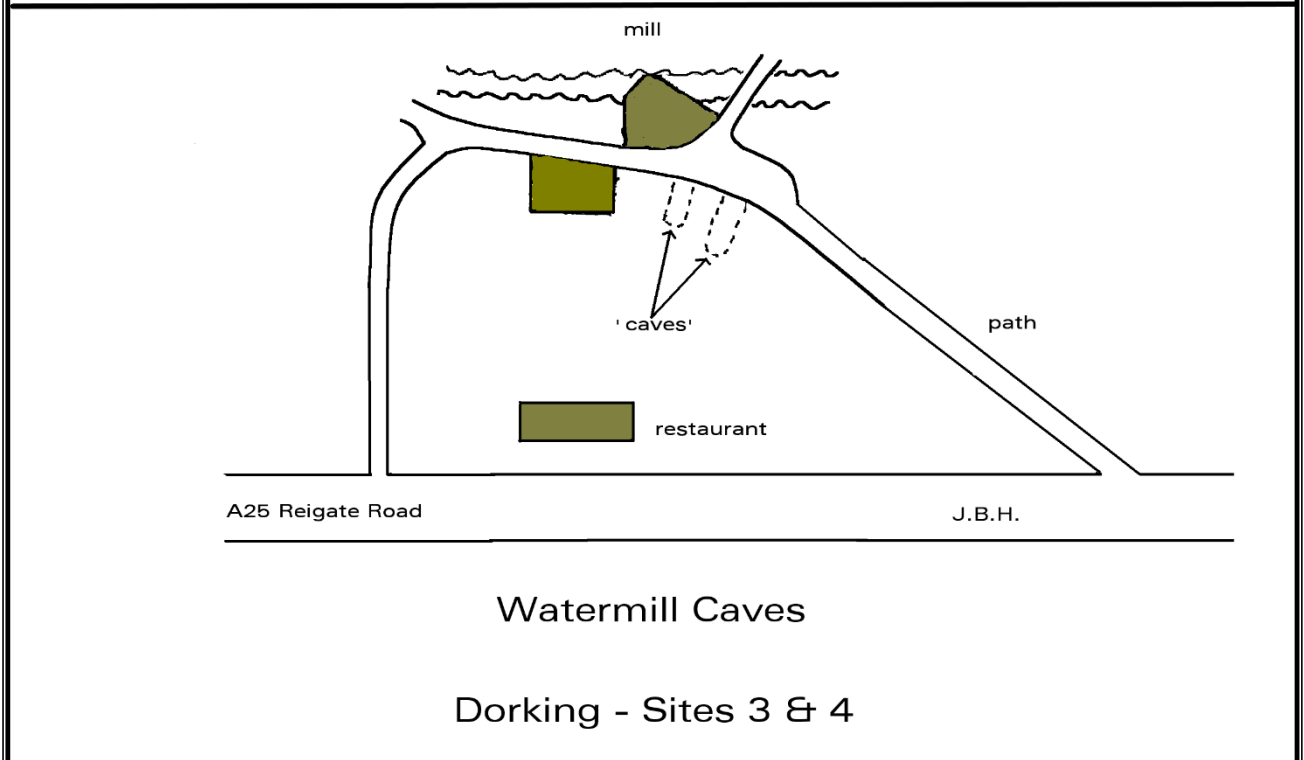 mill
' caves'
path
restaurant
A25 Reigate Road
J.B.H.
Watermill Caves
Dorking - Sites 3 & 4